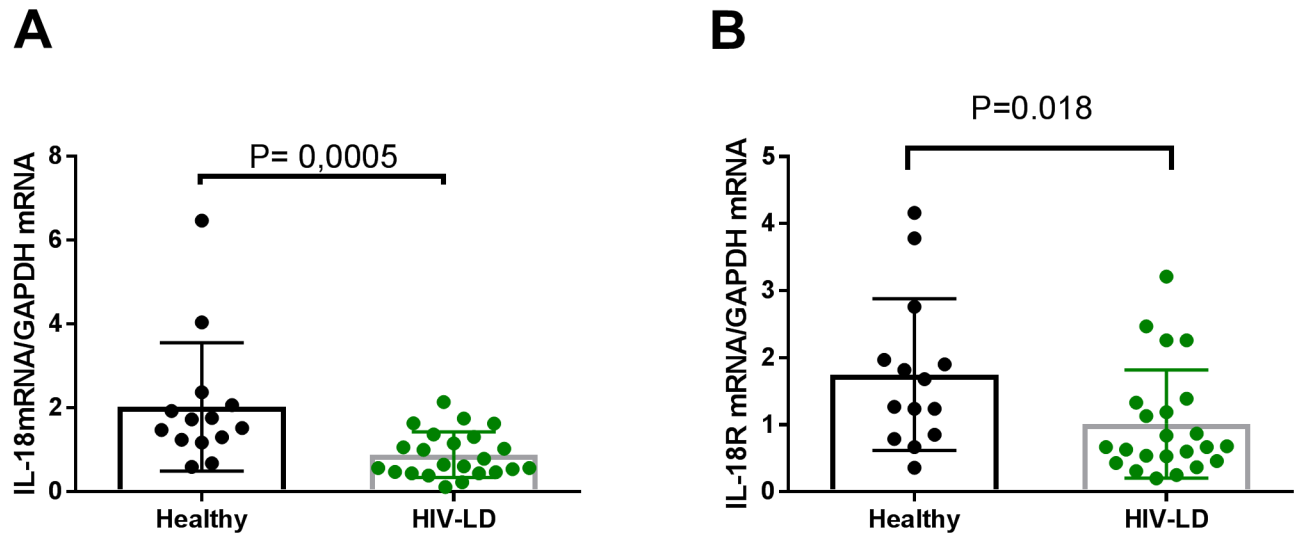 A
IL-18mRNA/GAPDH mRNA
8
6
4
2
0
P= 0,0005
Healthy
HIV-LD
B
IL-18R mRNA/GAPDH mRNA
5
4
3
2
1
0
P=0.018
Healthy
HIV-LD